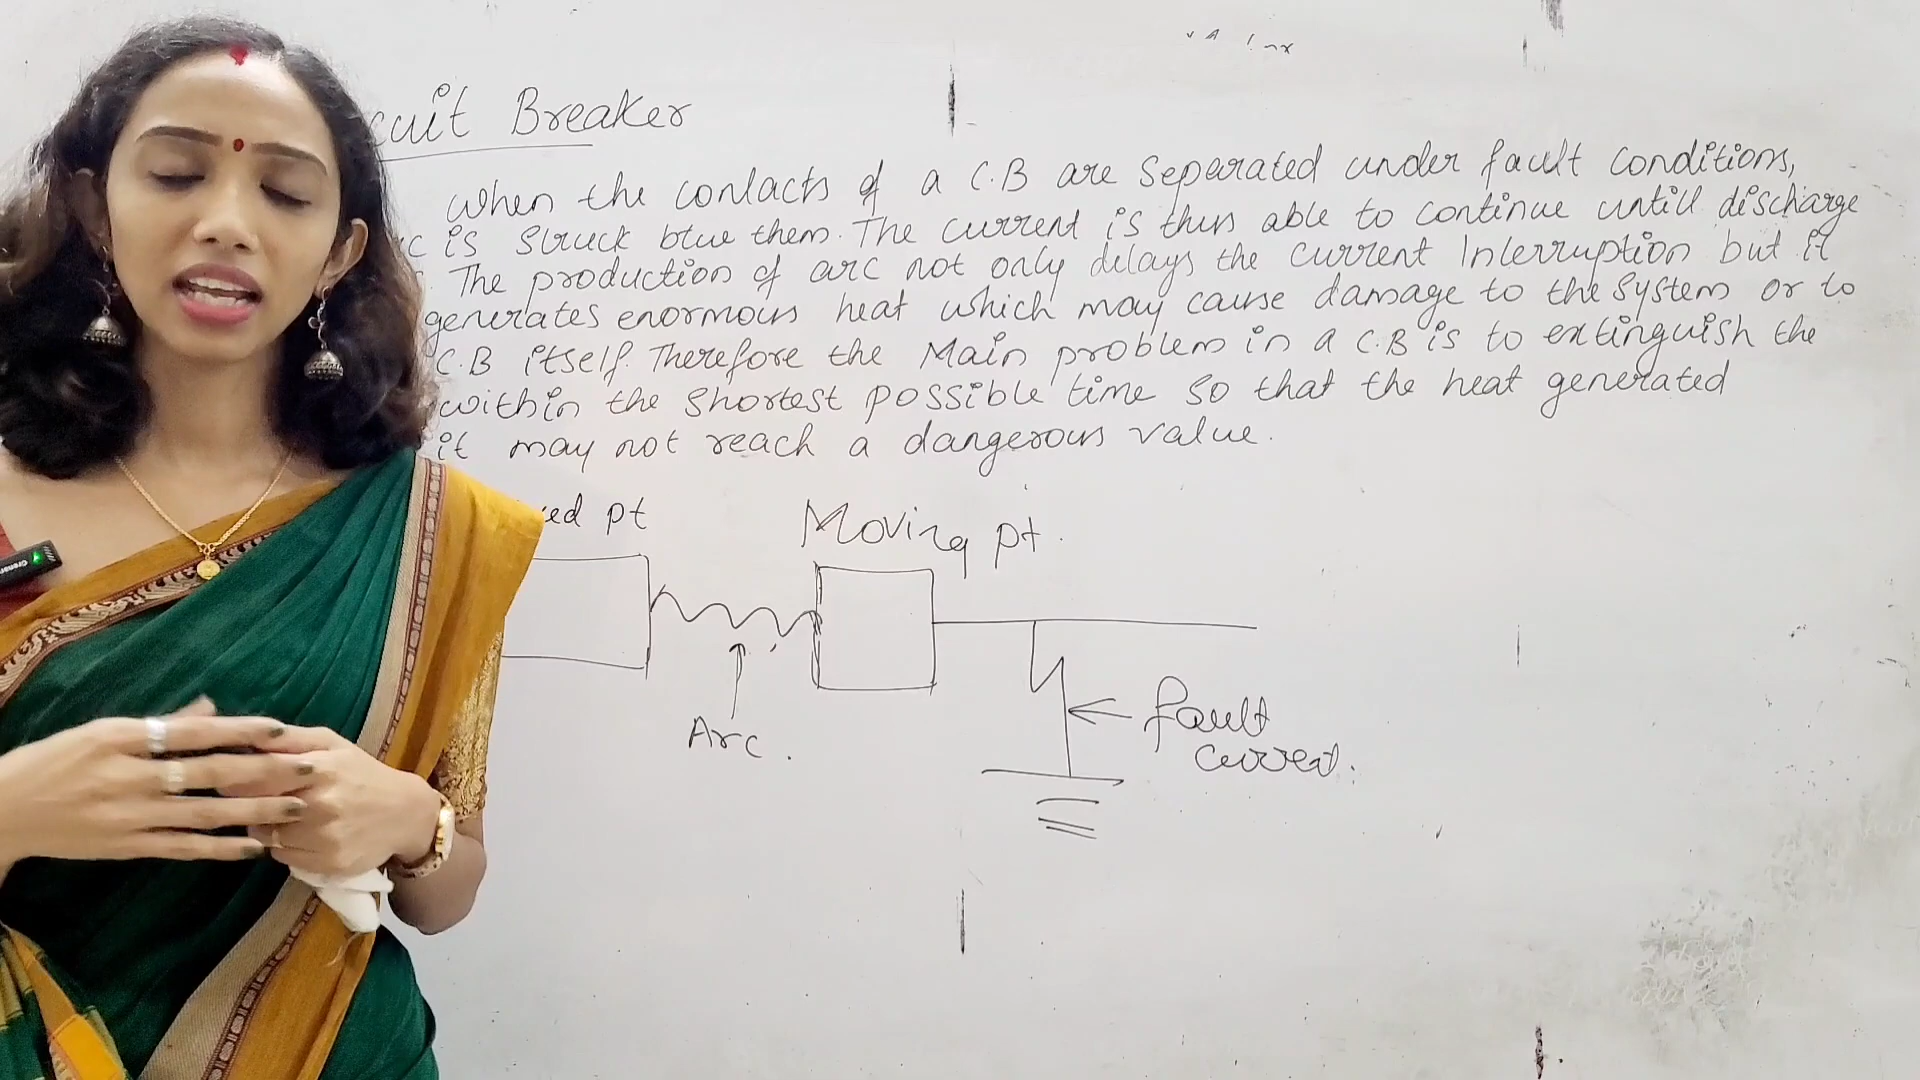 cuit Breaker
when the contacts of a C.B are separated under fault conditions,
c is struck btw them. The current is thus able to continue untill discharge
The production of arc not only delays the current Interruption but it
generates enormous heat which may cause damage to the system or to
C.B itself. Therefore the Main problem in a C.B is to extinguish the
within the shortest possible time so that the heat generated
it may not reach a dangerous value.
ed pt
Moving pt.
Arc.
fault
current.